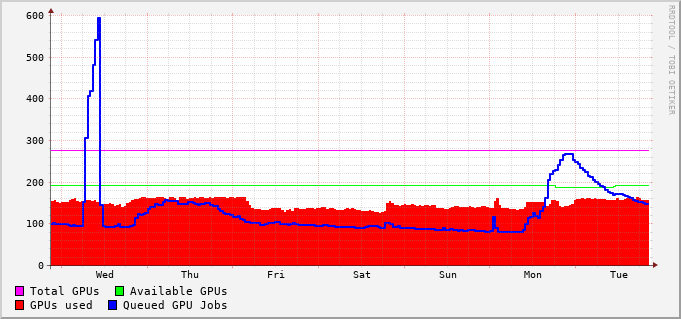 600
500
400
300
200
100
0
Wed Thu Fri Sat Sun Mon Tue
Total GPUs Available GPUs
GPUs used Queued GPU Jobs
RRDTOOL / TOBI OETIKER